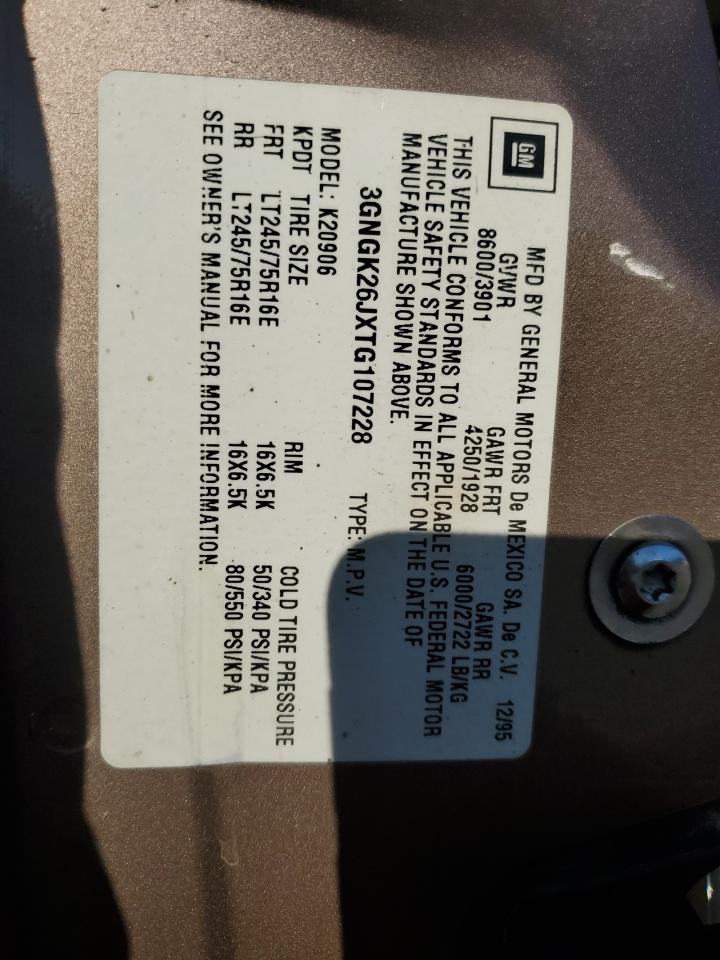 GM
MFD BY GENERAL MOTORS De MEXICO SA. De C.V. 12/95
GVWR GAWR FRT GAWR RR
8600/3901 4250/1928 6000/2722 LB/KG
THIS VEHICLE CONFORMS TO ALL APPLICABLE U.S. FEDERAL MOTOR
VEHICLE SAFETY STANDARDS IN EFFECT ON THE DATE OF
MANUFACTURE SHOWN ABOVE.
3GNGK26JXTG107228 TYPE: M.P.V.
MODEL: K20906
KPDT TIRE SIZE RIM COLD TIRE PRESSURE
FRT LT245/75R16E 16X6.5K 50/340 PSI/KPA
RR LT245/75R16E 16X6.5K 80/550 PSI/KPA
SEE OWNER'S MANUAL FOR MORE INFORMATION.